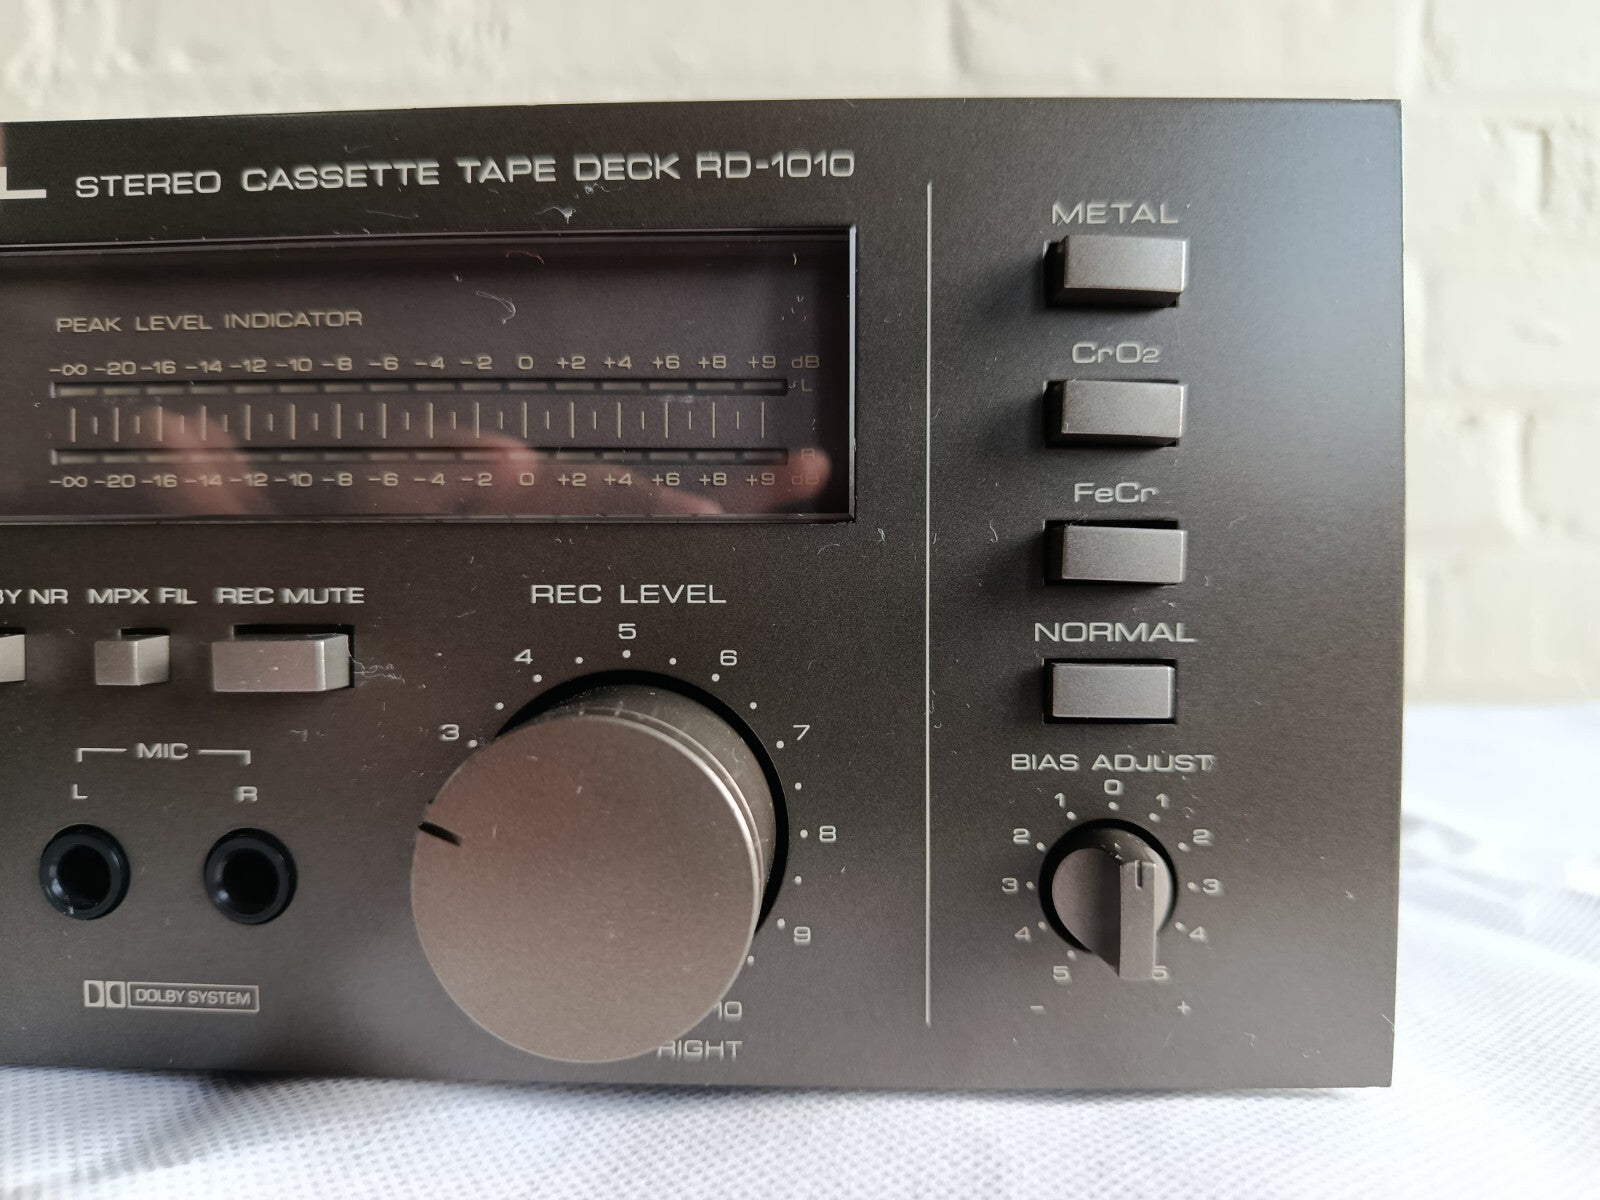 L STEREO CASSETTE TAPE DECK RD-1010
METAL
PEAK LEVEL INDICATOR
-∞ -20 -16 -14 -12 -10 -8 -6 -4 -2 0 +2 +4 +6 +8 +9 dB
L
R
-∞ -20 -16 -14 -12 -10 -8 -6 -4 -2 0 +2 +4 +6 +8 +9 dB
CrO2
FeCr
NORMAL
BY NR MPX FIL REC MUTE
REC LEVEL
3 4 5 6 7 8 9 10
RIGHT
MIC
L R
DOLBY SYSTEM
BIAS ADJUST
0
1 1
2 2
3 3
4 4
5 5
- +